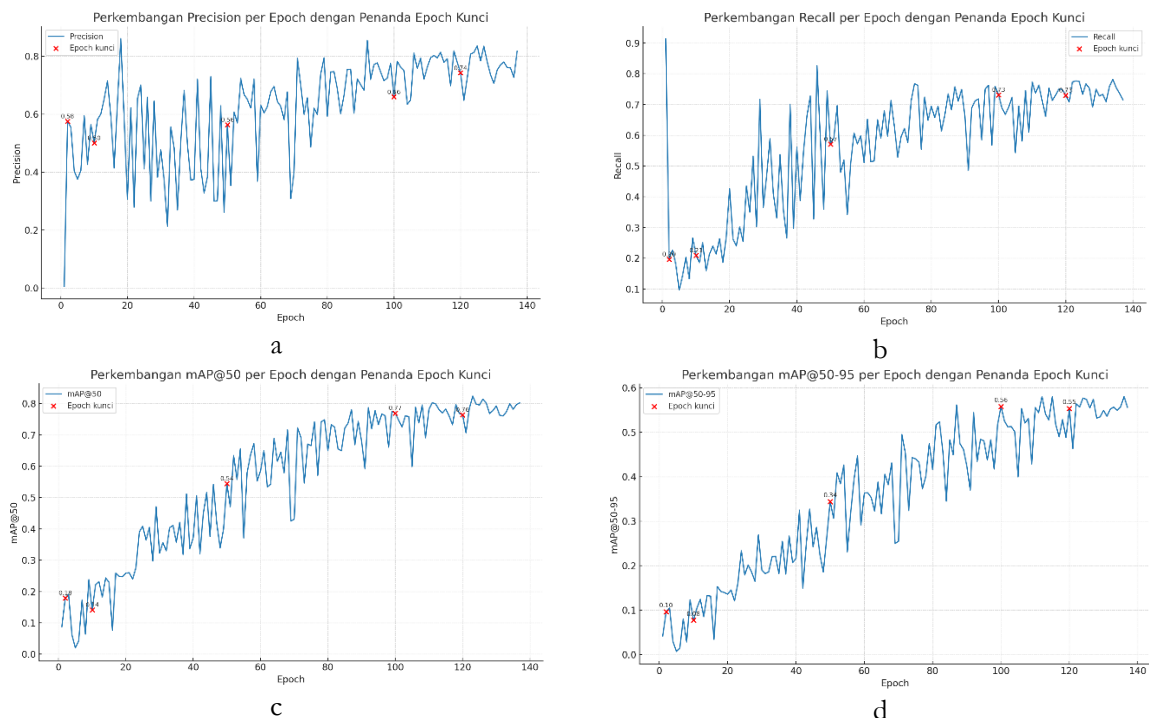 Perkembangan Precision per Epoch dengan Penanda Epoch Kunci
Precision
Epoch kunci
0.8
0.6
0.4
0.2
0.0
Precision
0.58
0.50
0.56
0.66
0.74
0 20 40 60 80 100 120 140
Epoch
a
Perkembangan Recall per Epoch dengan Penanda Epoch Kunci
Recall
Epoch kunci
0.9
0.8
0.7
0.6
0.5
0.4
0.3
0.2
0.1
Recall
0.21
0.57
0.73
0 20 40 60 80 100 120 140
Epoch
b
Perkembangan mAP@50 per Epoch dengan Penanda Epoch Kunci
mAP@50
Epoch kunci
0.8
0.7
0.6
0.5
0.4
0.3
0.2
0.1
0.0
mAP@50
0.18
0.14
0.54
0.77
0.76
0 20 40 60 80 100 120 140
Epoch
c
Perkembangan mAP@50-95 per Epoch dengan Penanda Epoch Kunci
mAP@50-95
Epoch kunci
0.6
0.5
0.4
0.3
0.2
0.1
0.0
mAP@50-95
0.10
0.08
0.34
0.56
0.55
0 20 40 60 80 100 120 140
Epoch
d